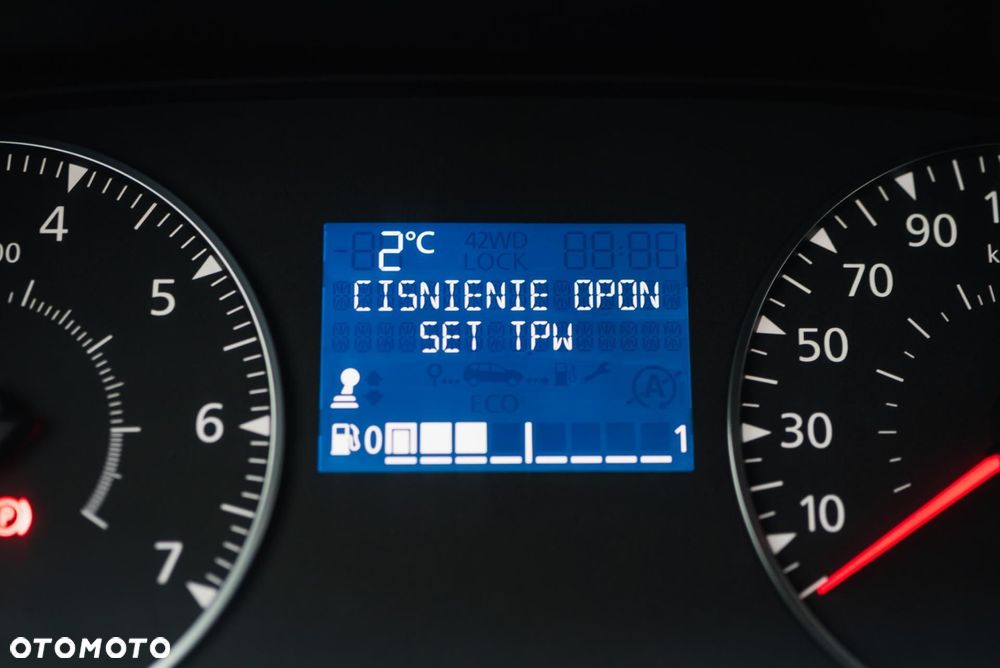 2°C
42WD
LOCK
CISNIENIE OPON
SET TPW
ECO
0
1
4
5
6
7
90
70
50
30
10
P
A
OTOMOTO